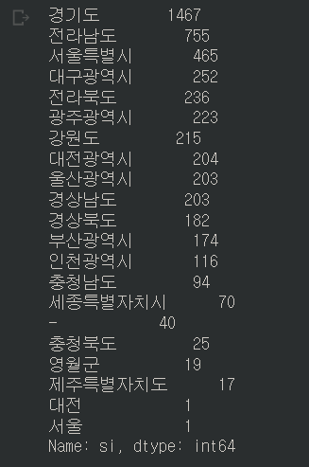 경기도 1467
전라남도 755
서울특별시 465
대구광역시 252
전라북도 236
광주광역시 223
강원도 215
대전광역시 204
울산광역시 203
경상남도 203
경상북도 182
부산광역시 174
인천광역시 116
충청남도 94
세종특별자치시 70
- 40
충청북도 25
영월군 19
제주특별자치도 17
대전 1
서울 1
Name: si, dtype: int64